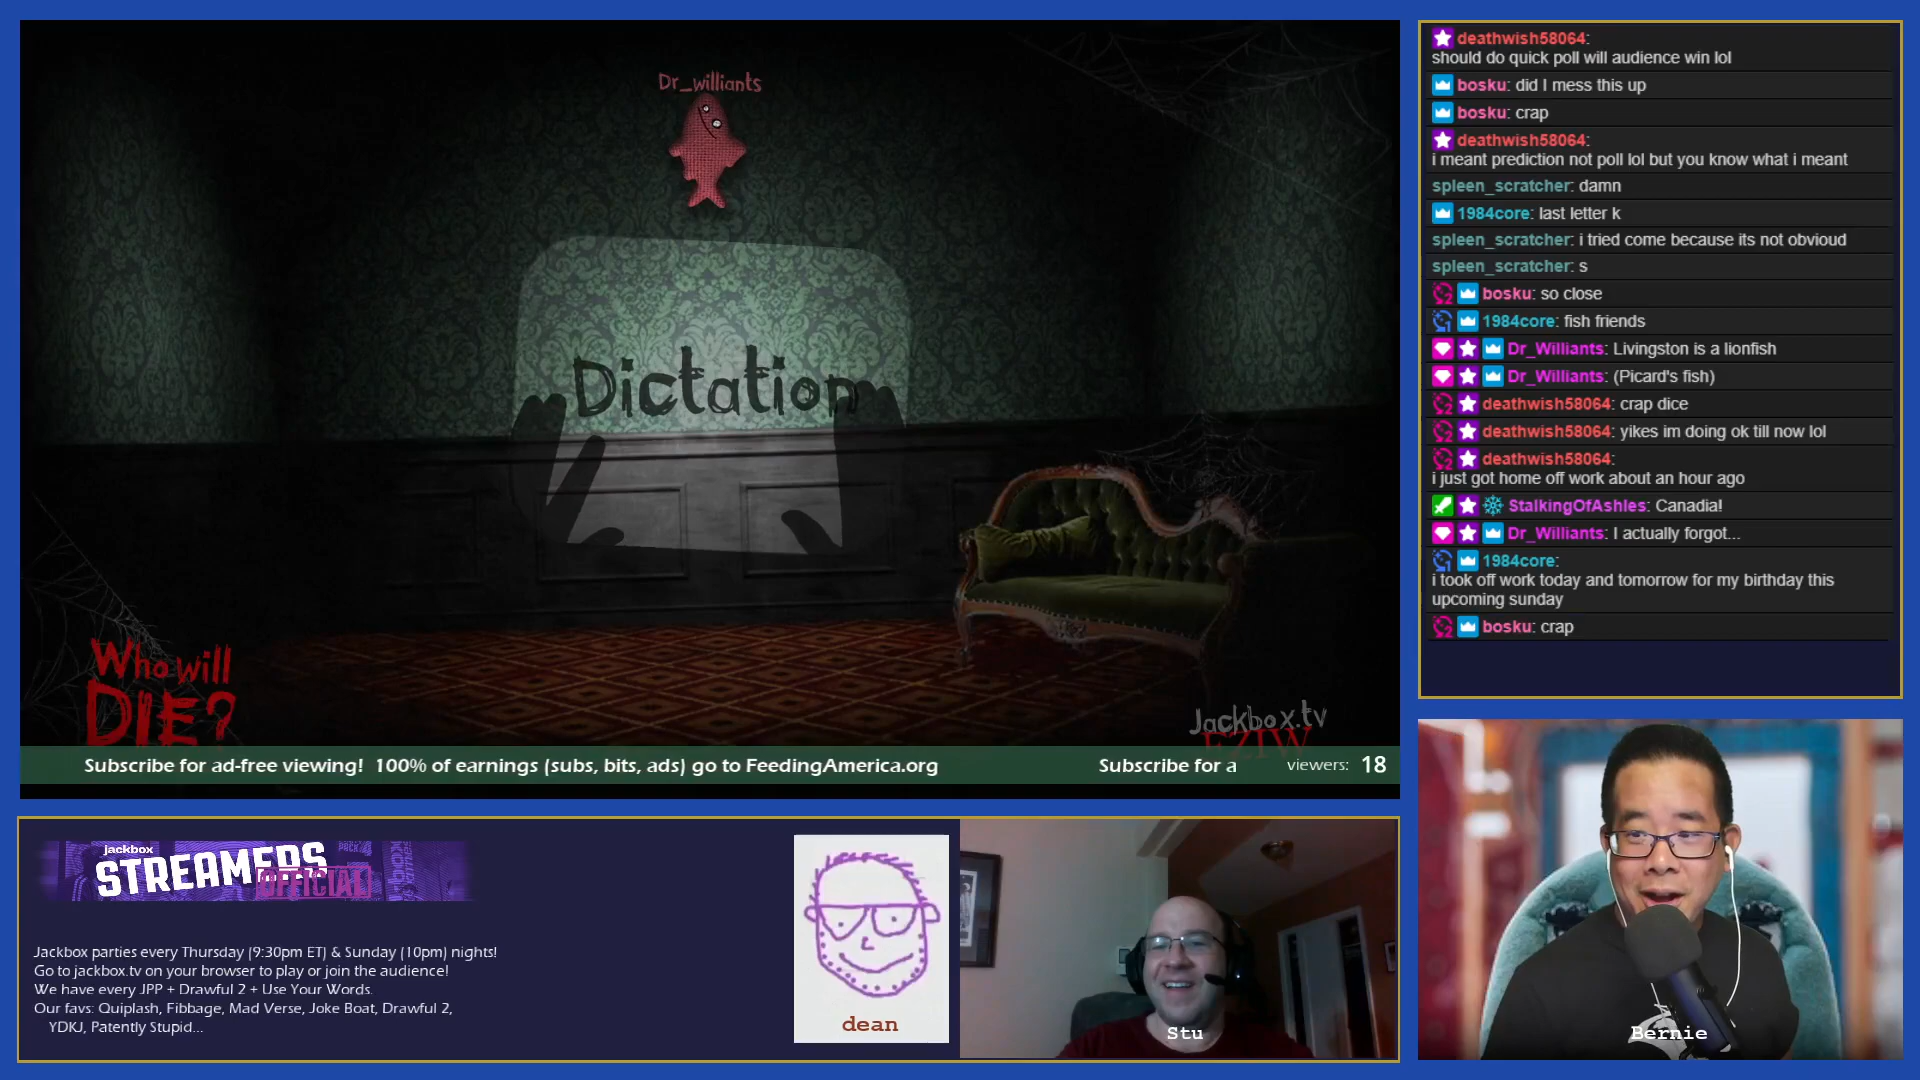 Dr_williants
Dictation
Who will
DIE?
Jackbox.tv
Subscribe for ad-free viewing!  100% of earnings (subs, bits, ads) go to FeedingAmerica.org
Subscribe for a
viewers: 18
deathwish58064:
should do quick poll will audience win lol
bosku: did I mess this up
bosku: crap
deathwish58064:
i meant prediction not poll lol but you know what i meant
spleen_scratcher: damn
1984core: last letter k
spleen_scratcher: i tried come because its not obvioud
spleen_scratcher: s
bosku: so close
1984core: fish friends
Dr_Williants: Livingston is a lionfish
Dr_Williants: (Picard's fish)
deathwish58064: crap dice
deathwish58064: yikes im doing ok till now lol
deathwish58064:
i just got home off work about an hour ago
StalkingOfAshles: Canadia!
Dr_Williants: I actually forgot...
1984core:
i took off work today and tomorrow for my birthday this
upcoming sunday
bosku: crap
jackbox
STREAMERS
OFFICIAL
Jackbox parties every Thursday (9:30pm ET) & Sunday (10pm) nights!
Go to jackbox.tv on your browser to play or join the audience!
We have every JPP + Drawful 2 + Use Your Words.
Our favs: Quiplash, Fibbage, Mad Verse, Joke Boat, Drawful 2,
YDKJ, Patently Stupid...
dean
Stu
Bernie